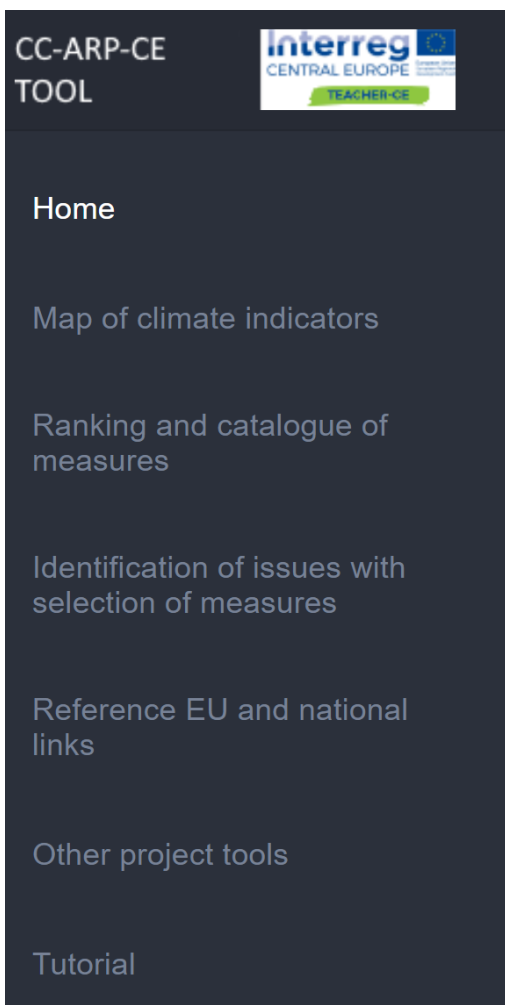 CC-ARP-CE
TOOL
Interreg
CENTRAL EUROPE
TEACHER-CE
Home
Map of climate indicators
Ranking and catalogue of
measures
Identification of issues with
selection of measures
Reference EU and national
links
Other project tools
Tutorial